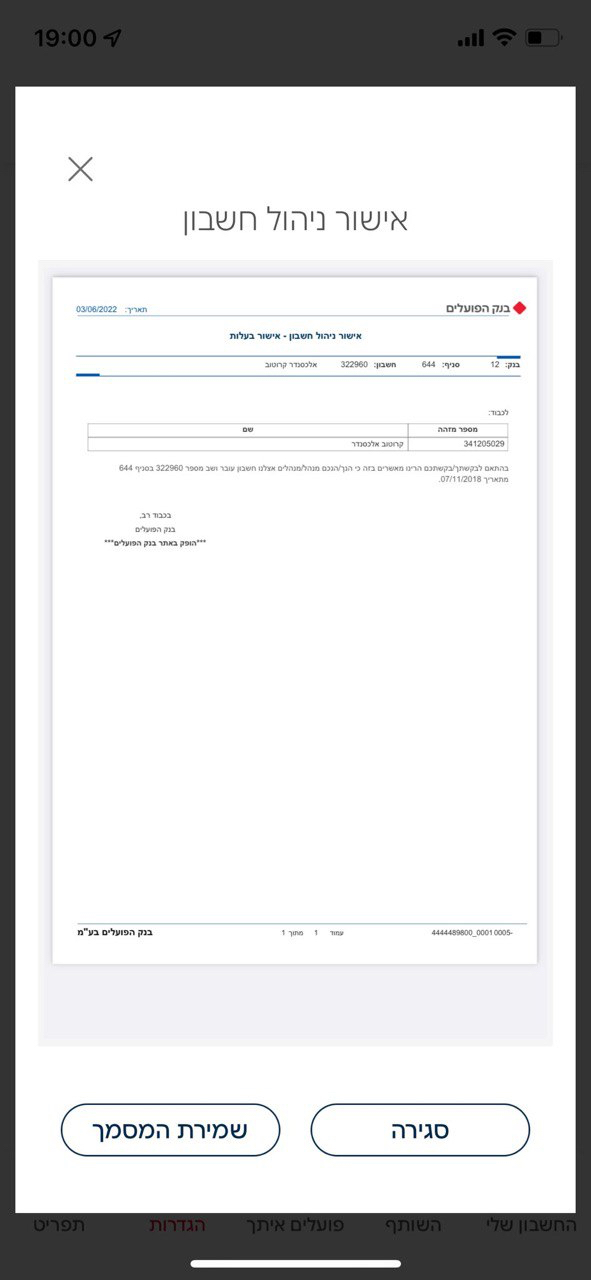 19:00
אישור ניהול חשבון
בנק הפועלים
תאריך: 03/06/2022
אישור ניהול חשבון - אישור בעלות
בנק: 12 סניף: 644 חשבון: 322960 אלכסנדר קרוטוב
לכבוד:
מספר מזהה שם
341205029 קרוטוב אלכסנדר
בהתאם לבקשתך/בקשתכם הרינו מאשרים בזה כי הנך/הנכם מנהל/מנהלים אצלנו חשבון עובר ושב מספר 322960 בסניף 644
מתאריך 07/11/2018.
בכבוד רב,
בנק הפועלים
***הופק באתר בנק הפועלים***
4444489800_0001 0005- עמוד 1 מתוך 1 בנק הפועלים בע"מ
סגירה
שמירת המסמך
החשבון שלי השותף פועלים איתך הגדרות תפריט